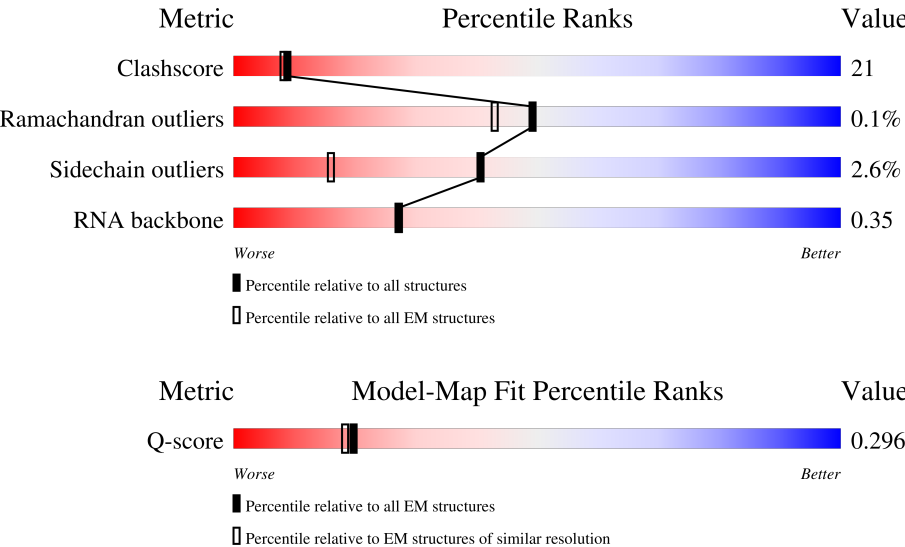 Metric Percentile Ranks Value
Clashscore 21
Ramachandran outliers 0.1%
Sidechain outliers 2.6%
RNA backbone 0.35
Worse Better
Percentile relative to all structures
Percentile relative to all EM structures
Metric Model-Map Fit Percentile Ranks Value
Q-score 0.296
Worse Better
Percentile relative to all EM structures
Percentile relative to EM structures of similar resolution